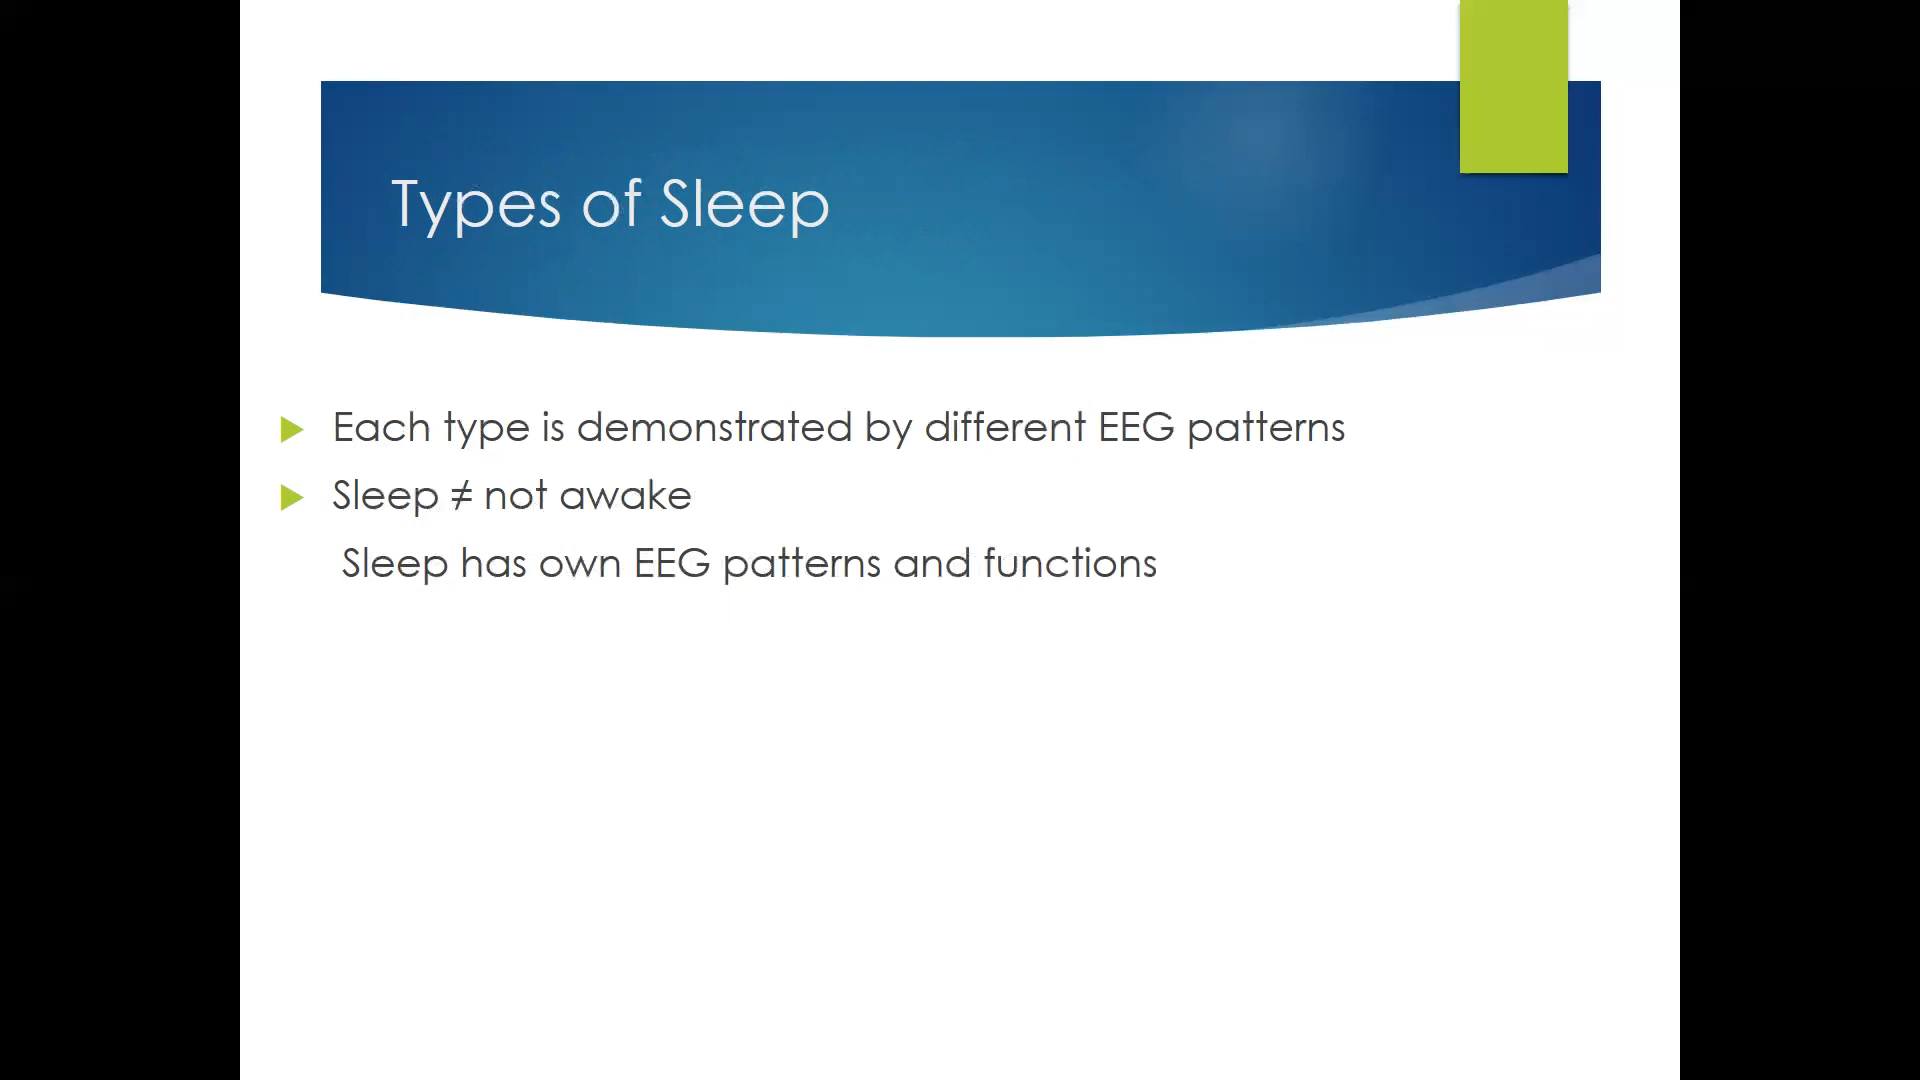 Types of Sleep
Each type is demonstrated by different EEG patterns
Sleep ≠ not awake
Sleep has own EEG patterns and functions